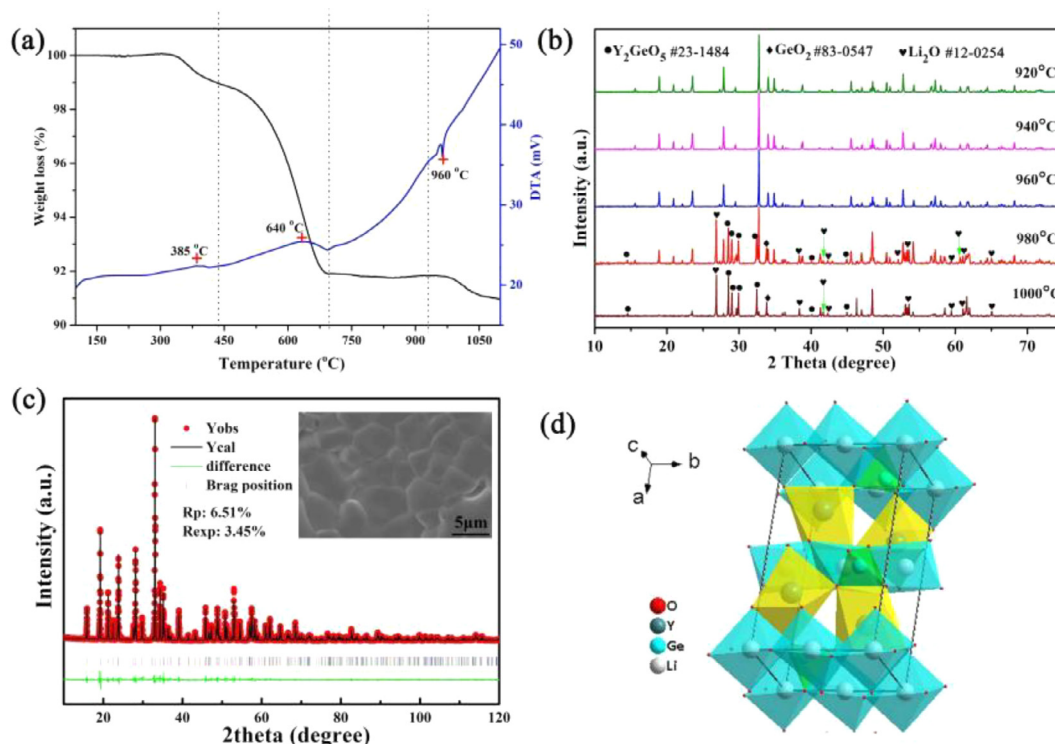 (a)
100
98
96
94
92
90
Weight loss (%)
385 °C
640 °C
960 °C
50
40
30
20
DTA (mV)
150 300 450 600 750 900 1050
Temperature (°C)
(b)
●Y₂GeO₅ #23-1484 ♦GeO₂ #83-0547 ♥Li₂O #12-0254
920°C
940°C
960°C
980°C
1000°C
Intensity (a.u.)
10 20 30 40 50 60 70
2 Theta (degree)
(c)
Yobs
Ycal
difference
Brag position
Rp: 6.51%
Rexp: 3.45%
5μm
Intensity (a.u.)
20 40 60 80 100 120
2theta (degree)
(d)
c
b
a
O
Y
Ge
Li